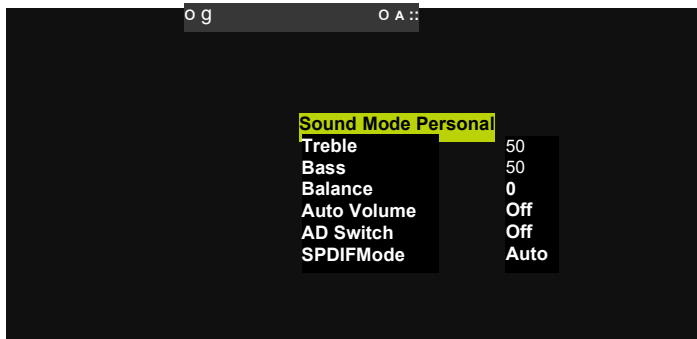 o g O A ::
Sound Mode Personal
Treble 50
Bass 50
Balance 0
Auto Volume Off
AD Switch Off
SPDIFMode Auto